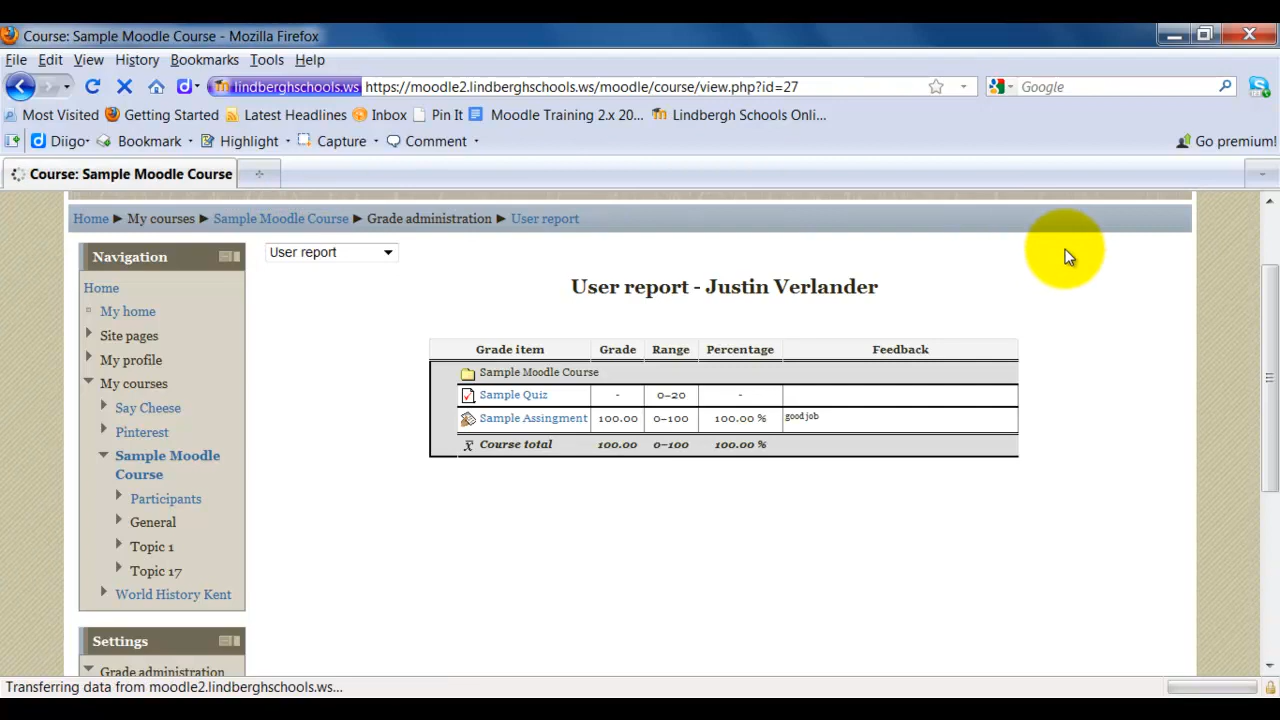 Course: Sample Moodle Course - Mozilla Firefox
File Edit View History Bookmarks Tools Help
lindberghschools.ws https://moodle2.lindberghschools.ws/moodle/course/view.php?id=27 Google
Most Visited Getting Started Latest Headlines Inbox Pin It Moodle Training 2.x 20... Lindbergh Schools Onli...
Diigo Bookmark Highlight Capture Comment Go premium!
Course: Sample Moodle Course
Home ► My courses ► Sample Moodle Course ► Grade administration ► User report
Navigation
Home
My home
Site pages
My profile
My courses
Say Cheese
Pinterest
Sample Moodle
Course
Participants
General
Topic 1
Topic 17
World History Kent
Settings
Grade administration
User report
User report - Justin Verlander
Grade item Grade Range Percentage Feedback
Sample Moodle Course
Sample Quiz - 0–20 -
Sample Assingment 100.00 0–100 100.00 % good job
Course total 100.00 0–100 100.00 %
Transferring data from moodle2.lindberghschools.ws...